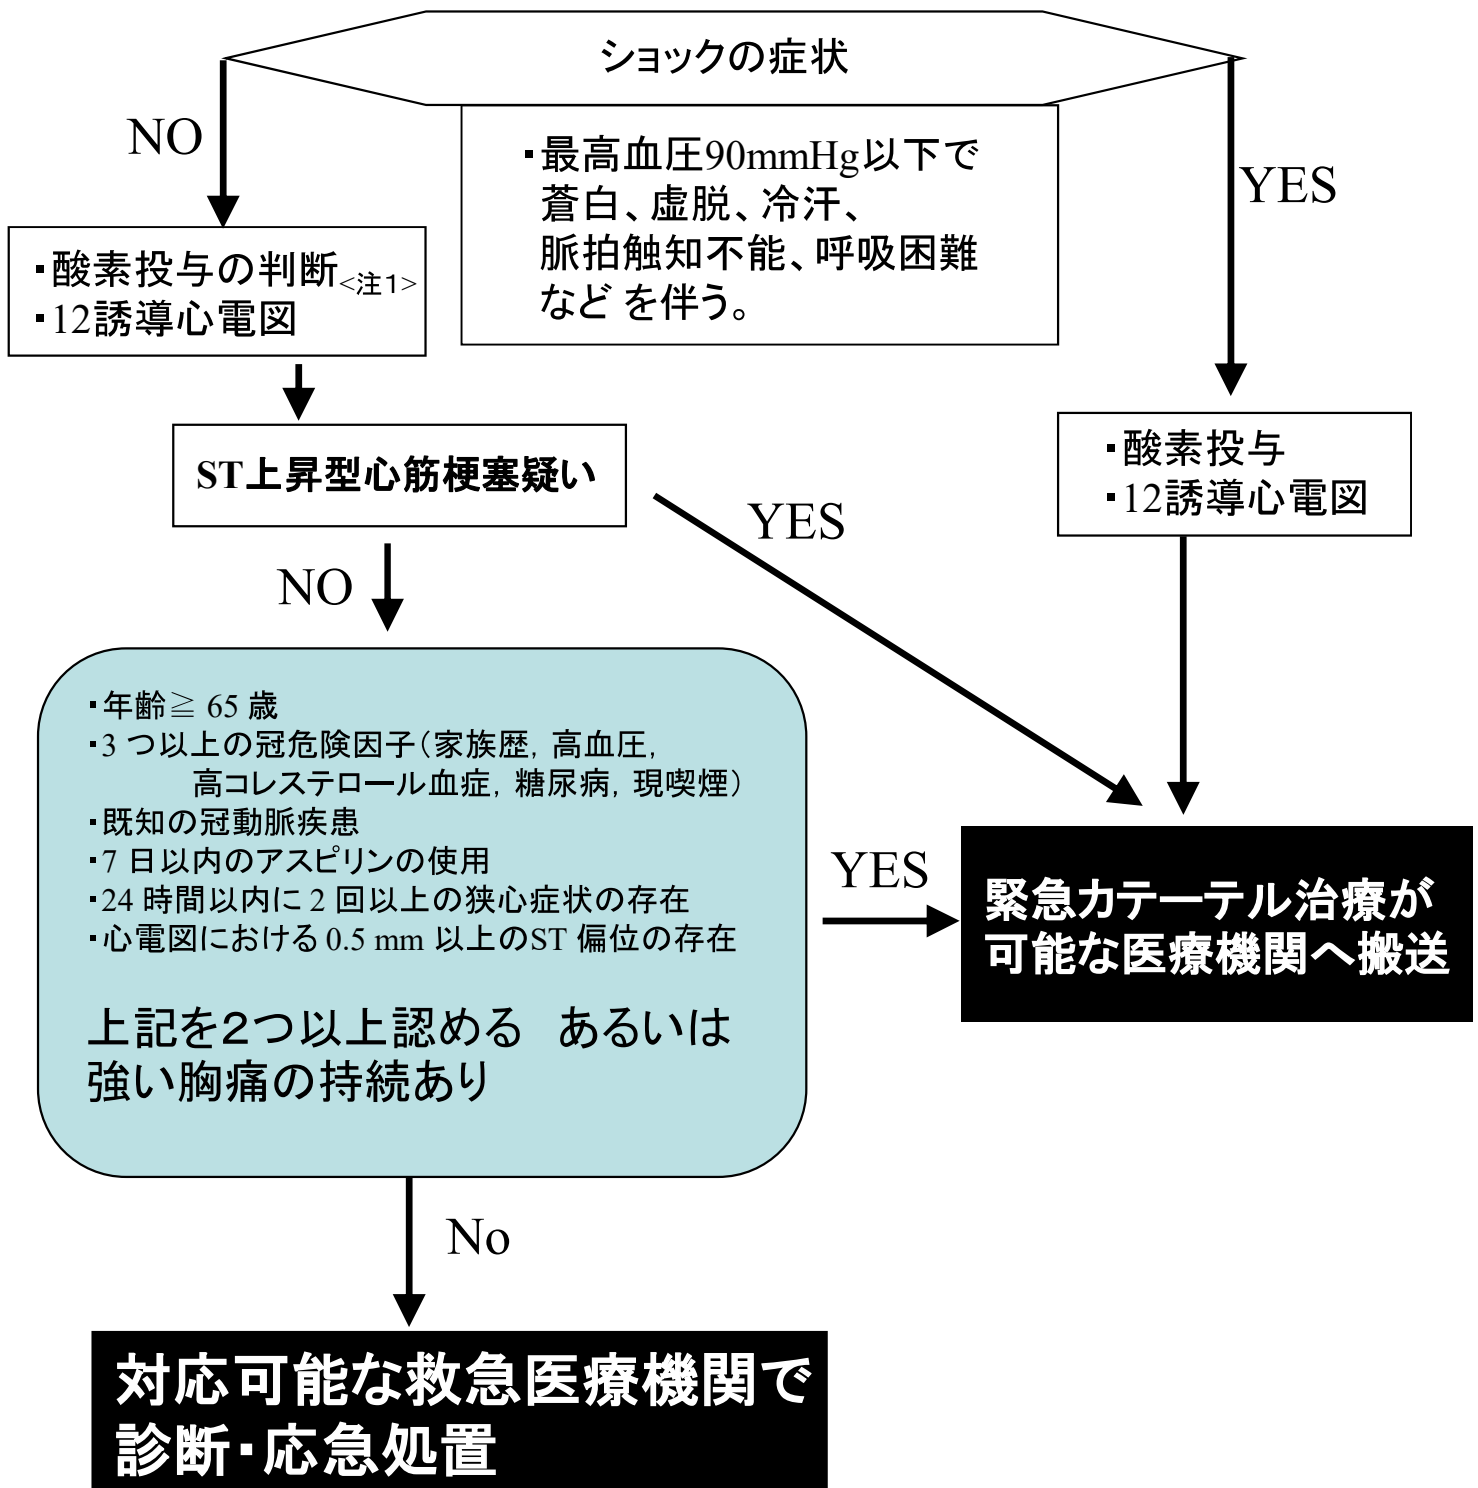 ショックの症状
NO
・最高血圧90mmHg以下で
蒼白、虚脱、冷汗、
脈拍触知不能、呼吸困難
など を伴う。
YES
・酸素投与の判断<注1>
・12誘導心電図
ST上昇型心筋梗塞疑い
YES
・酸素投与
・12誘導心電図
NO
・年齢≧ 65 歳
・3 つ以上の冠危険因子（家族歴，高血圧，
高コレステロール血症，糖尿病，現喫煙）
・既知の冠動脈疾患
・7 日以内のアスピリンの使用
・24 時間以内に 2 回以上の狭心症状の存在
・心電図における 0.5 mm 以上のST 偏位の存在
上記を２つ以上認める　あるいは
強い胸痛の持続あり
YES
緊急カテーテル治療が
可能な医療機関へ搬送
No
対応可能な救急医療機関で
診断・応急処置